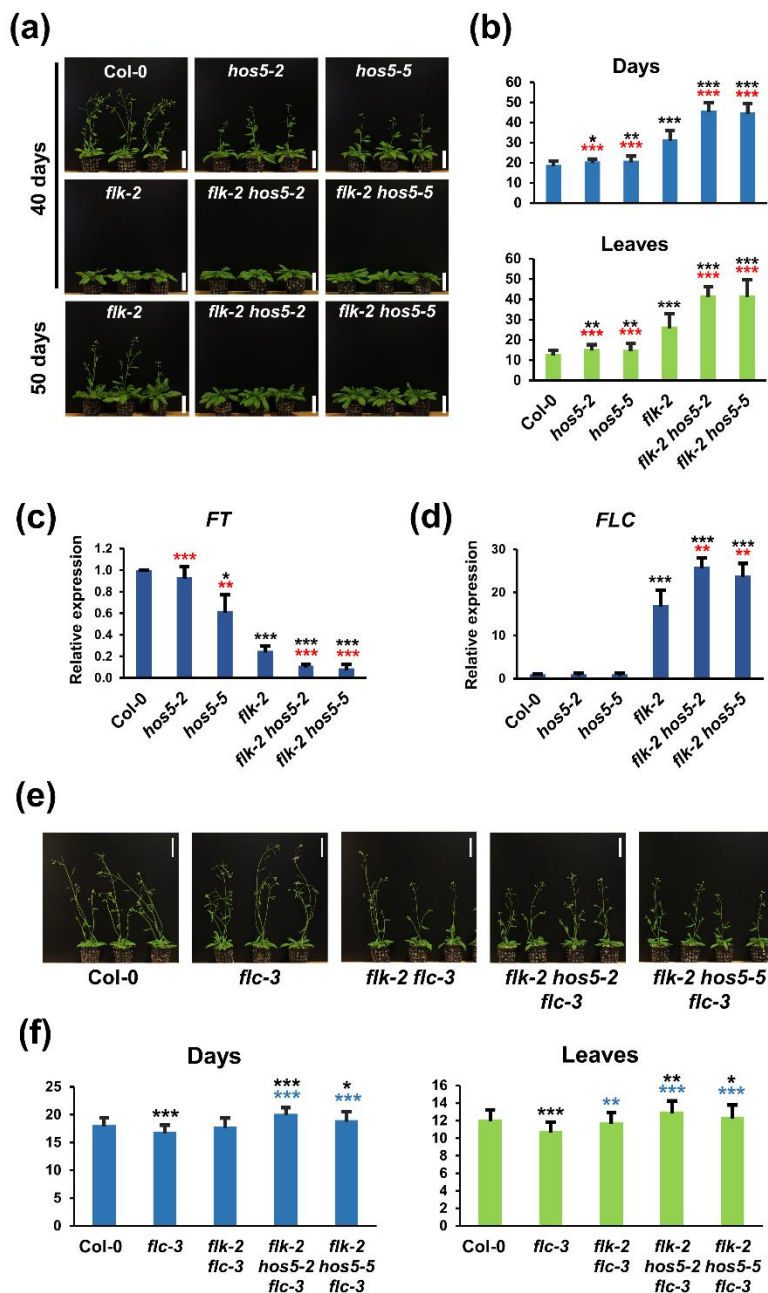 (a)
Col-0 hos5-2 hos5-5
40 days
flk-2 flk-2 hos5-2 flk-2 hos5-5
50 days
flk-2 flk-2 hos5-2 flk-2 hos5-5
(b)
Days
60
50
40
30
20
10
0
* ** *** *** ***
*** *** *** ***
Leaves
60
50
40
30
20
10
0
** ** *** *** ***
*** *** *** ***
Col-0 hos5-2 hos5-5 flk-2 flk-2 hos5-2 flk-2 hos5-5
(c)
FT
Relative expression
1.2
1.0
0.8
0.6
0.4
0.2
0.0
*** * ** *** *** *** *** ***
Col-0 hos5-2 hos5-5 flk-2 flk-2 hos5-2 flk-2 hos5-5
(d)
FLC
Relative expression
30
20
10
0
*** *** ** *** **
Col-0 hos5-2 hos5-5 flk-2 flk-2 hos5-2 flk-2 hos5-5
(e)
Col-0 flc-3 flk-2 flc-3 flk-2 hos5-2 flk-2 hos5-5
flc-3 flc-3
(f)
Days
25
20
15
10
5
0
*** *** *
*** ***
Col-0 flc-3 flk-2 flk-2 flk-2
flc-3 hos5-2 hos5-5
flc-3 flc-3
Leaves
16
14
12
10
8
6
4
2
0
*** ** ** *
*** ***
Col-0 flc-3 flk-2 flk-2 flk-2
flc-3 hos5-2 hos5-5
flc-3 flc-3